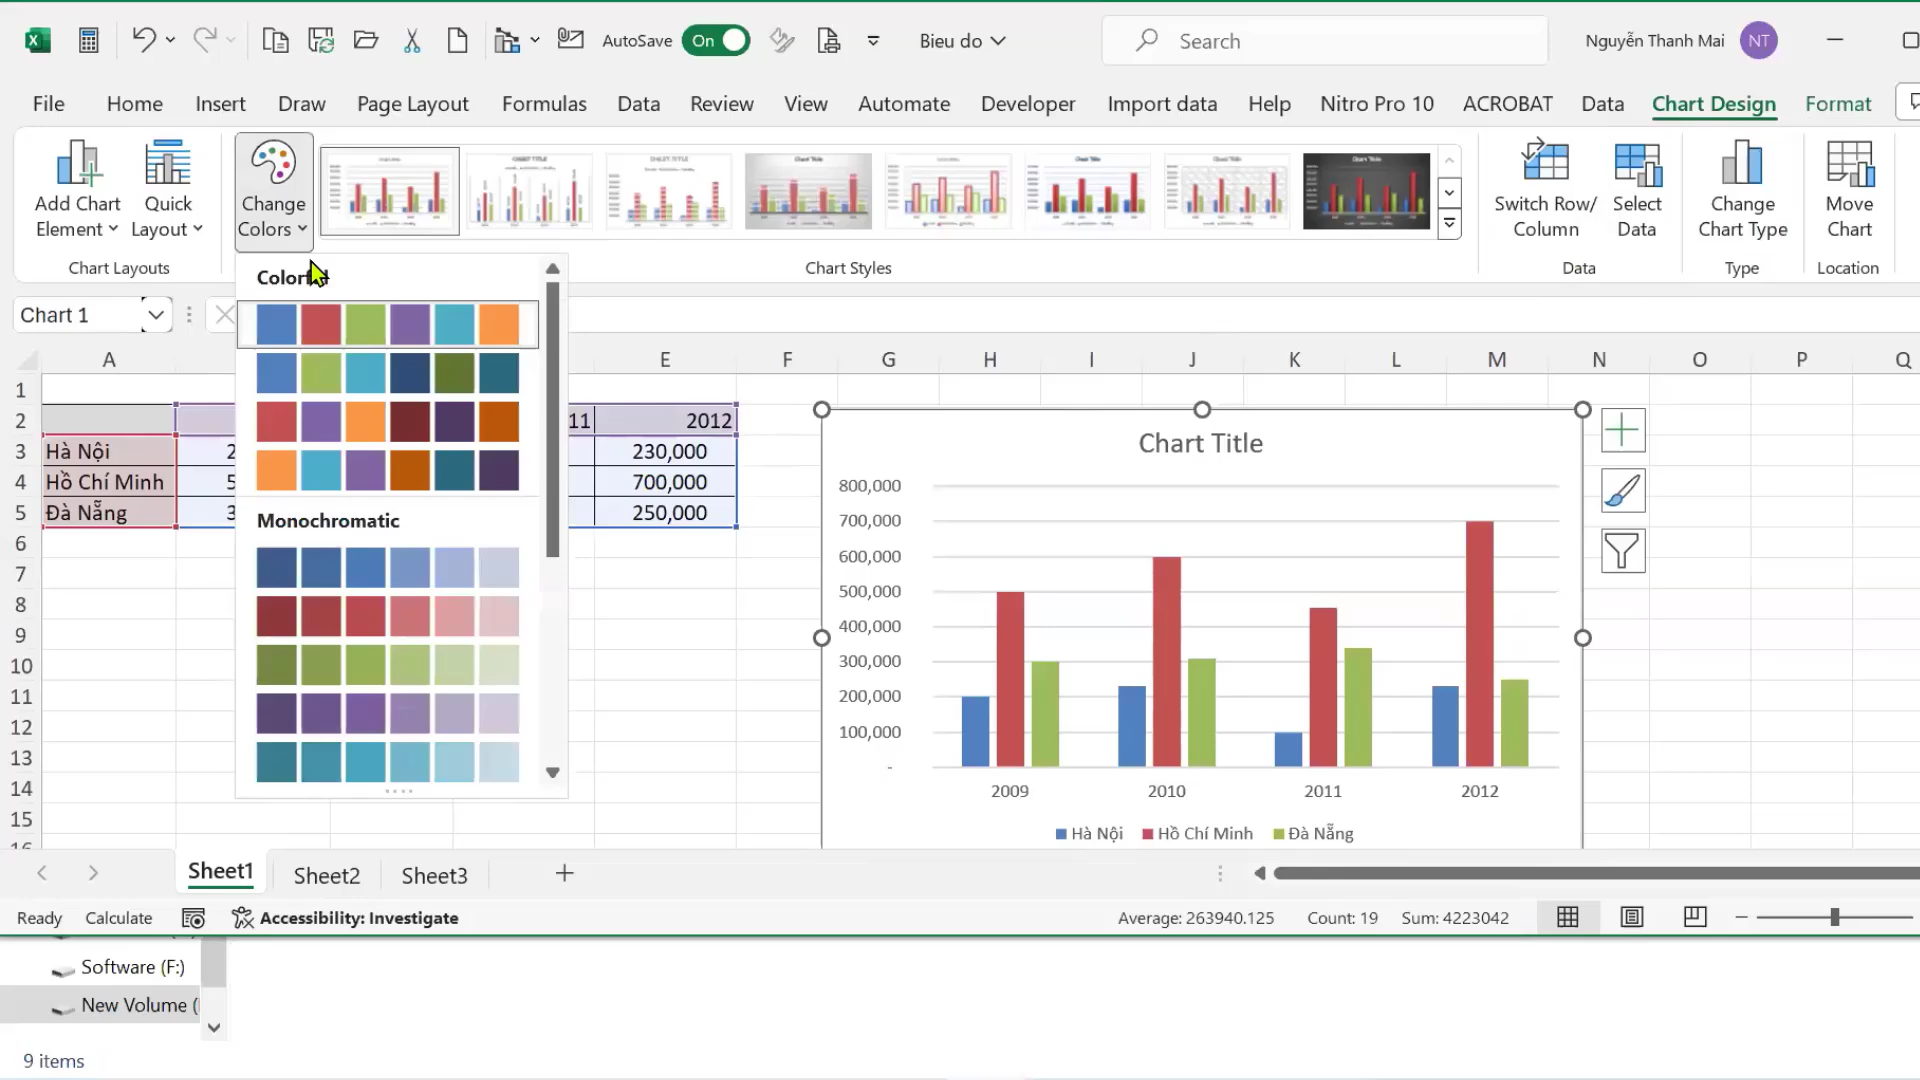 AutoSave On Bieu do Search Nguyễn Thanh Mai NT
File Home Insert Draw Page Layout Formulas Data Review View Automate Developer Import data Help Nitro Pro 10 ACROBAT Data Chart Design Format
Add Chart Element Quick Layout Change Colors Switch Row/ Column Select Data Change Chart Type Move Chart
Chart Layouts Chart Styles Data Type Location
Chart 1
Colorful
Monochromatic
A E F G H I J K L M N O P Q
1
2 11 2012
3 Hà Nội 2 230,000
4 Hồ Chí Minh 5 700,000
5 Đà Nẵng 3 250,000
6
7
8
9
10
11
12
13
14
15
16
Chart Title
800,000
700,000
600,000
500,000
400,000
300,000
200,000
100,000
-
2009 2010 2011 2012
Hà Nội Hồ Chí Minh Đà Nẵng
Sheet1 Sheet2 Sheet3
Ready Calculate Accessibility: Investigate Average: 263940.125 Count: 19 Sum: 4223042
Software (F:)
New Volume (
9 items